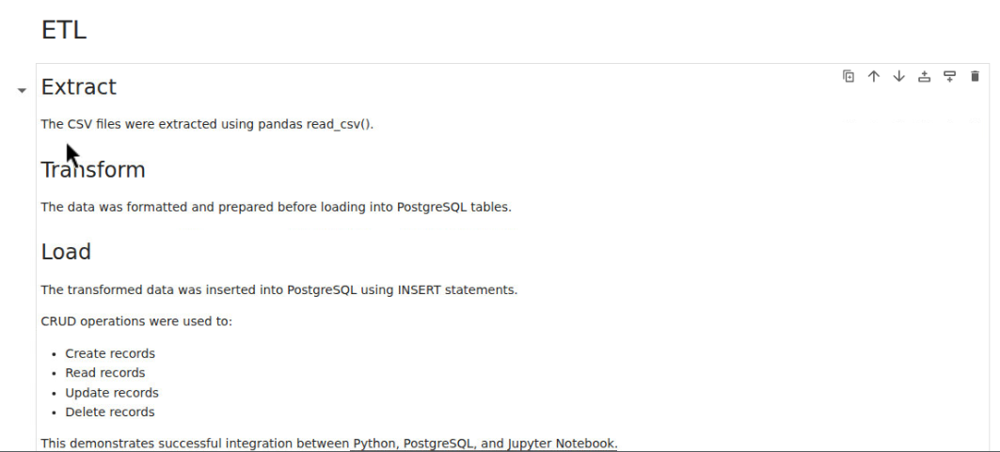 ETL
Extract
The CSV files were extracted using pandas read_csv().
Transform
The data was formatted and prepared before loading into PostgreSQL tables.
Load
The transformed data was inserted into PostgreSQL using INSERT statements.
CRUD operations were used to:
• Create records
• Read records
• Update records
• Delete records
This demonstrates successful integration between Python, PostgreSQL, and Jupyter Notebook.